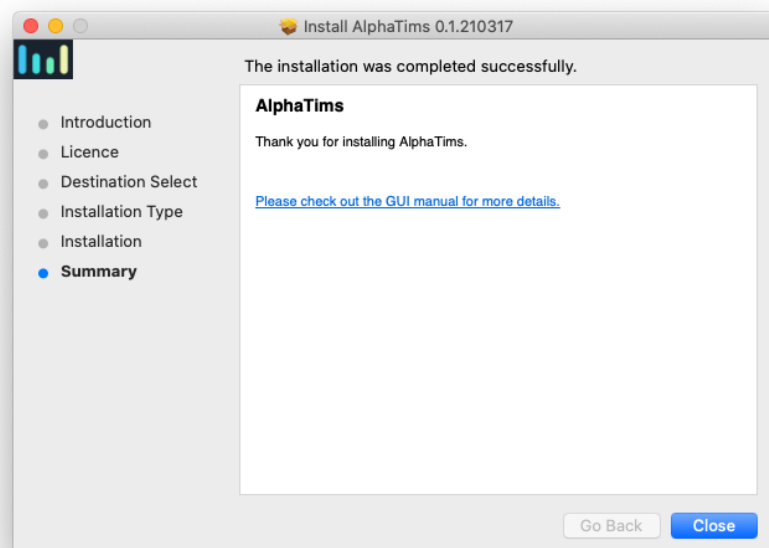 Install AlphaTims 0.1.210317
The installation was completed successfully.
Introduction
Licence
Destination Select
Installation Type
Installation
Summary
AlphaTims
Thank you for installing AlphaTims.
Please check out the GUI manual for more details.
Go Back
Close